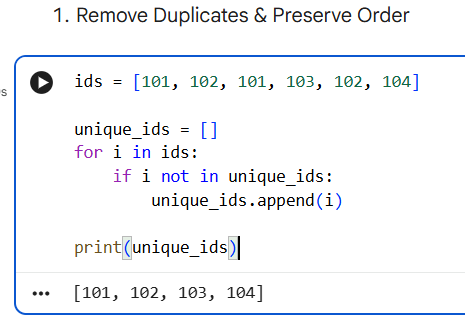 1. Remove Duplicates & Preserve Order
s
ids = [101, 102, 101, 103, 102, 104]
unique_ids = []
for i in ids:
    if i not in unique_ids:
        unique_ids.append(i)
print(unique_ids)
[101, 102, 103, 104]